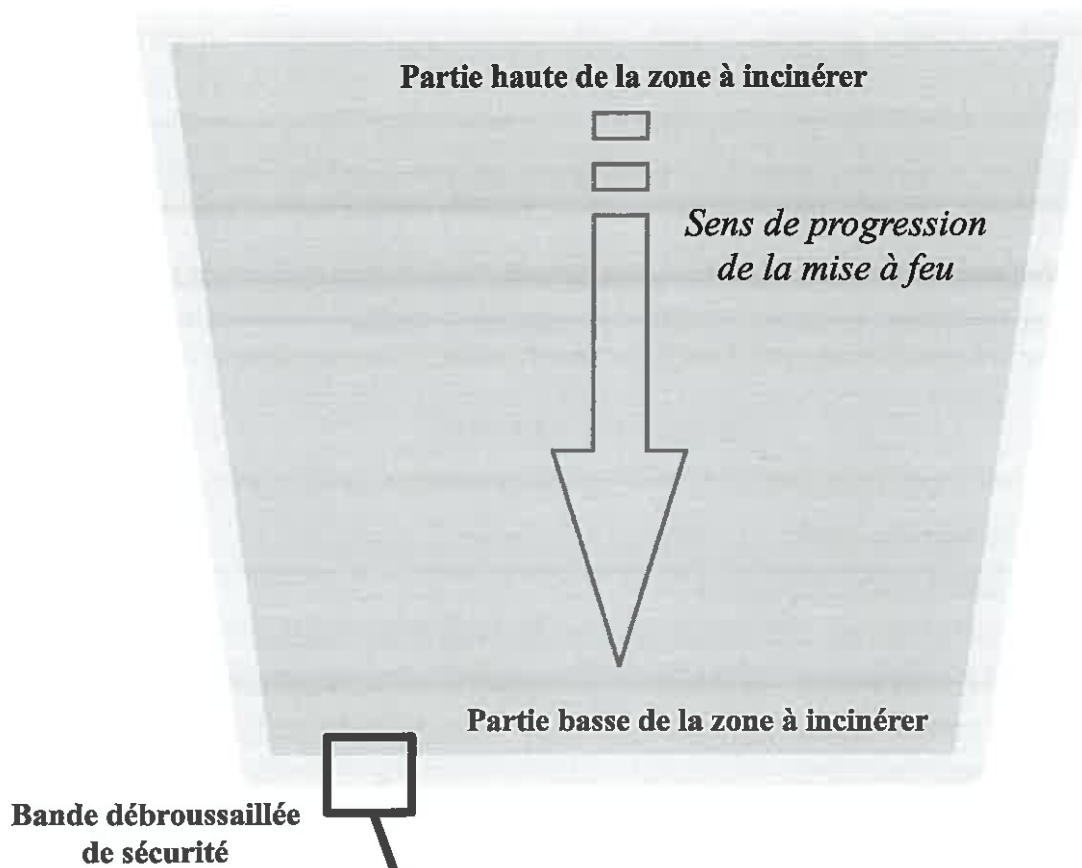 Partie haute de la zone à incinérer
Sens de progression
de la mise à feu
Partie basse de la zone à incinérer
Bande débroussaillée
de sécurité